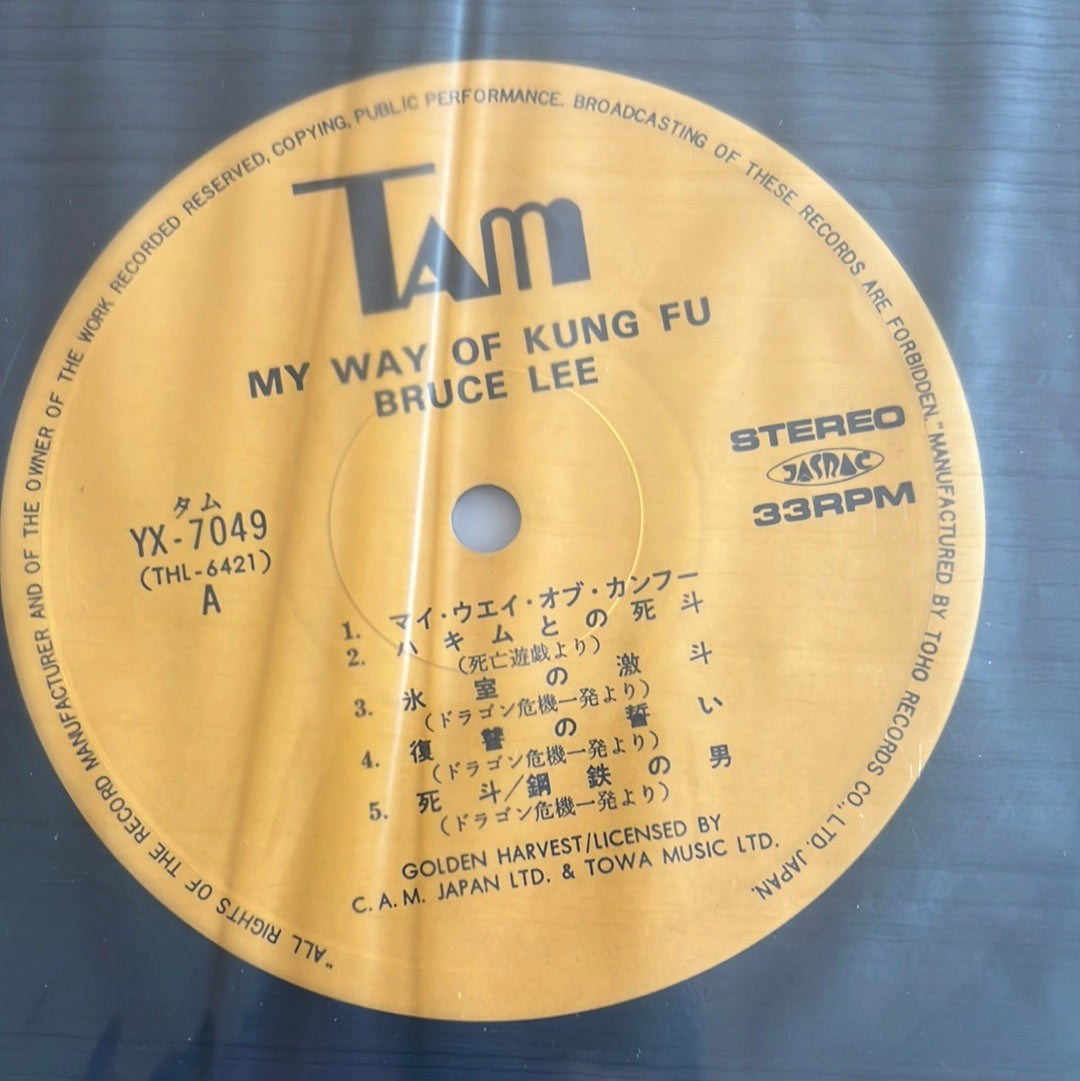 "ALL RIGHTS OF THE RECORD MANUFACTURER AND OF THE OWNER OF THE WORK RECORDED RESERVED, COPYING, PUBLIC PERFORMANCE. BROADCASTING OF THESE RECORDS ARE FORBIDDEN."MANUFACTURED BY TOHO RECORDS CO., LTD. JAPAN.
TAM
MY WAY OF KUNG FU
BRUCE LEE
STEREO
JASRAC
33RPM
タム
YX-7049
(THL-6421)
A
1. マイ・ウエイ・オブ・カンフー
2. ハキムとの死斗
(死亡遊戯より)
3. 氷室の激斗
(ドラゴン危機一発より)
4. 復讐の誓い
(ドラゴン危機一発より)
5. 死斗/鋼鉄の男
(ドラゴン危機一発より)
GOLDEN HARVEST/LICENSED BY
C. A. M. JAPAN LTD. & TOWA MUSIC LTD.